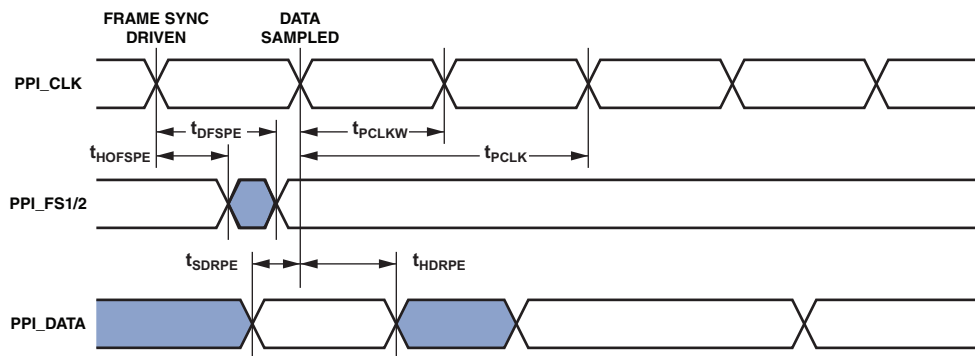 FRAME SYNC
DRIVEN
DATA
SAMPLED
PPI_CLK
tDFSPE
tPCLKW
tHOFSPE
tPCLK
PPI_FS1/2
tSDRPE
tHDRPE
PPI_DATA